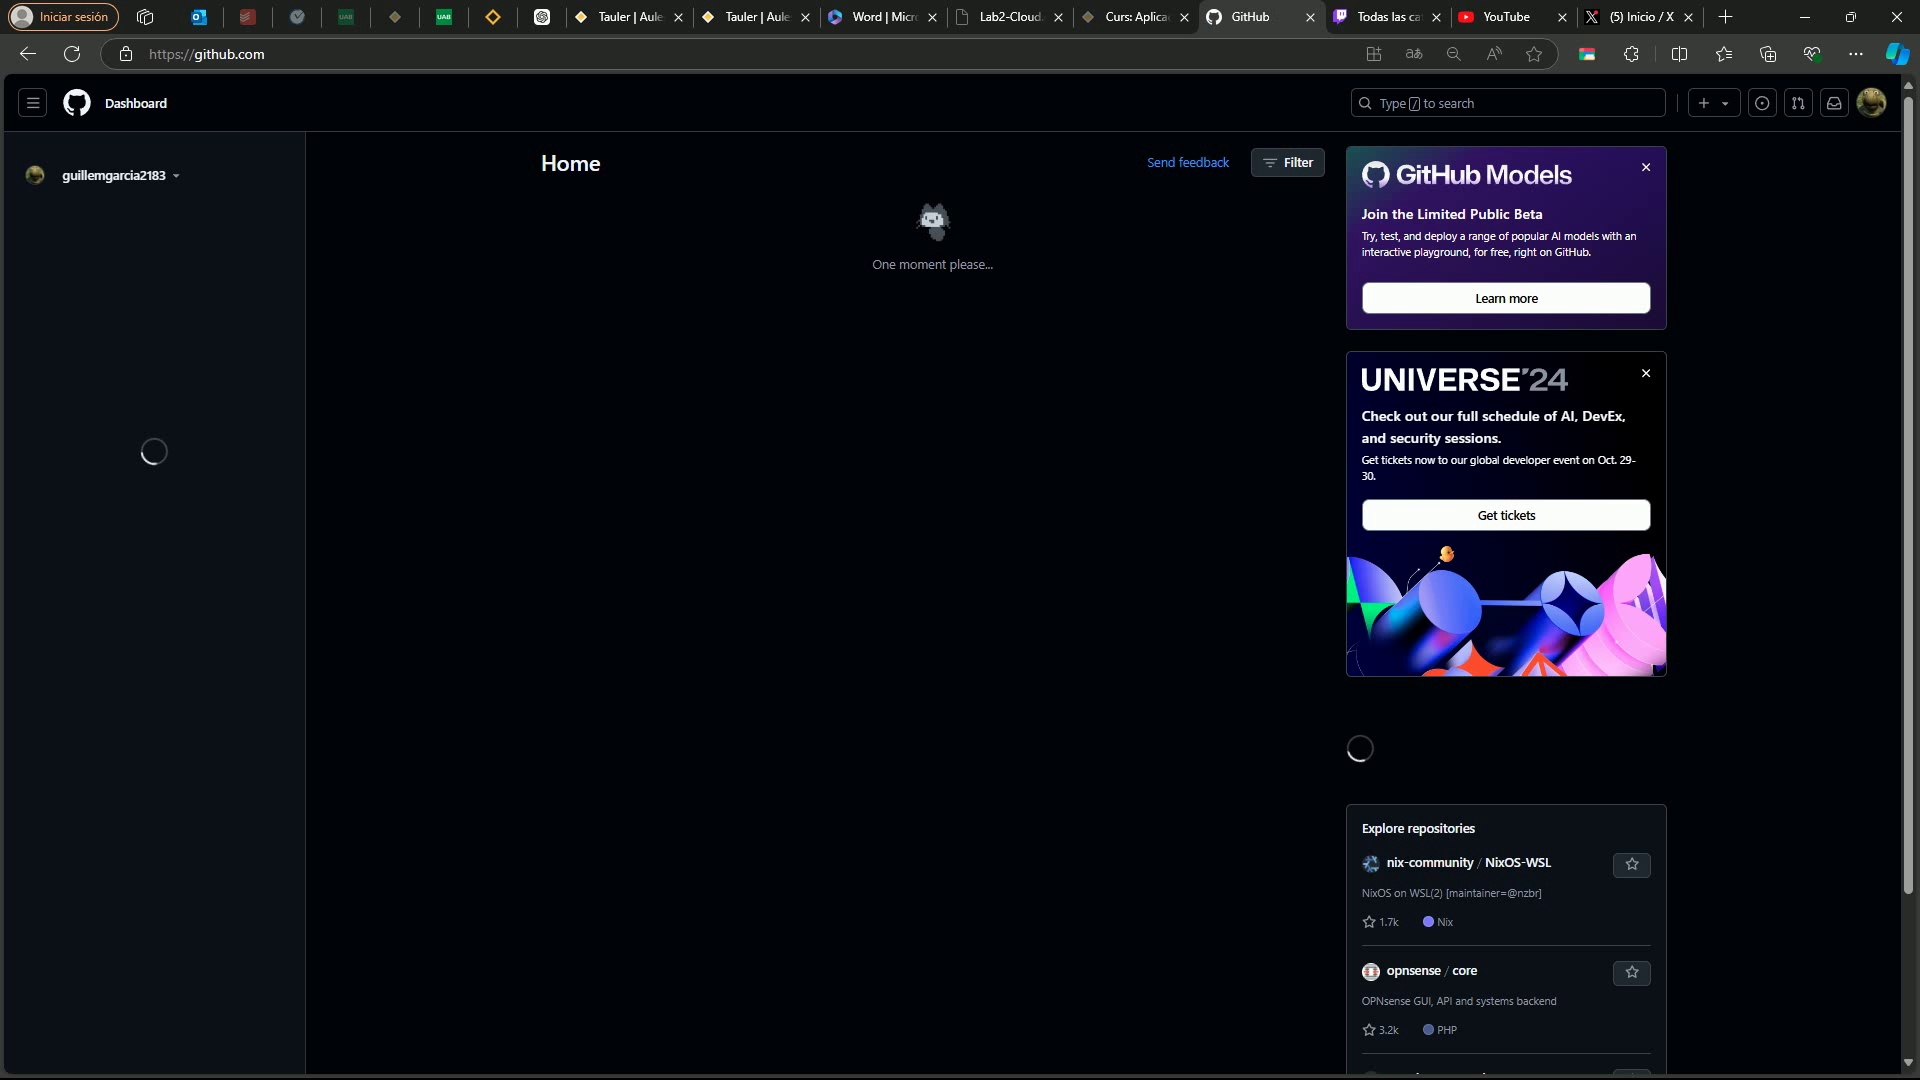 Iniciar sesión
UAB
UAB
Tauler | Aule
Tauler | Aule
Word | Micr
Lab2-Cloud.
Curs: Aplica
GitHub
Todas las ca
YouTube
(5) Inicio / X
https://github.com
Dashboard
Type / to search
guillemgarcia2183
Home
Send feedback
Filter
One moment please...
GitHub Models
Join the Limited Public Beta
Try, test, and deploy a range of popular AI models with an
interactive playground, for free, right on GitHub.
Learn more
UNIVERSE'24
Check out our full schedule of AI, DevEx,
and security sessions.
Get tickets now to our global developer event on Oct. 29-
30.
Get tickets
Explore repositories
nix-community / NixOS-WSL
NixOS on WSL(2) [maintainer=@nzbr]
1.7k
Nix
opnsense / core
OPNsense GUI, API and systems backend
3.2k
PHP